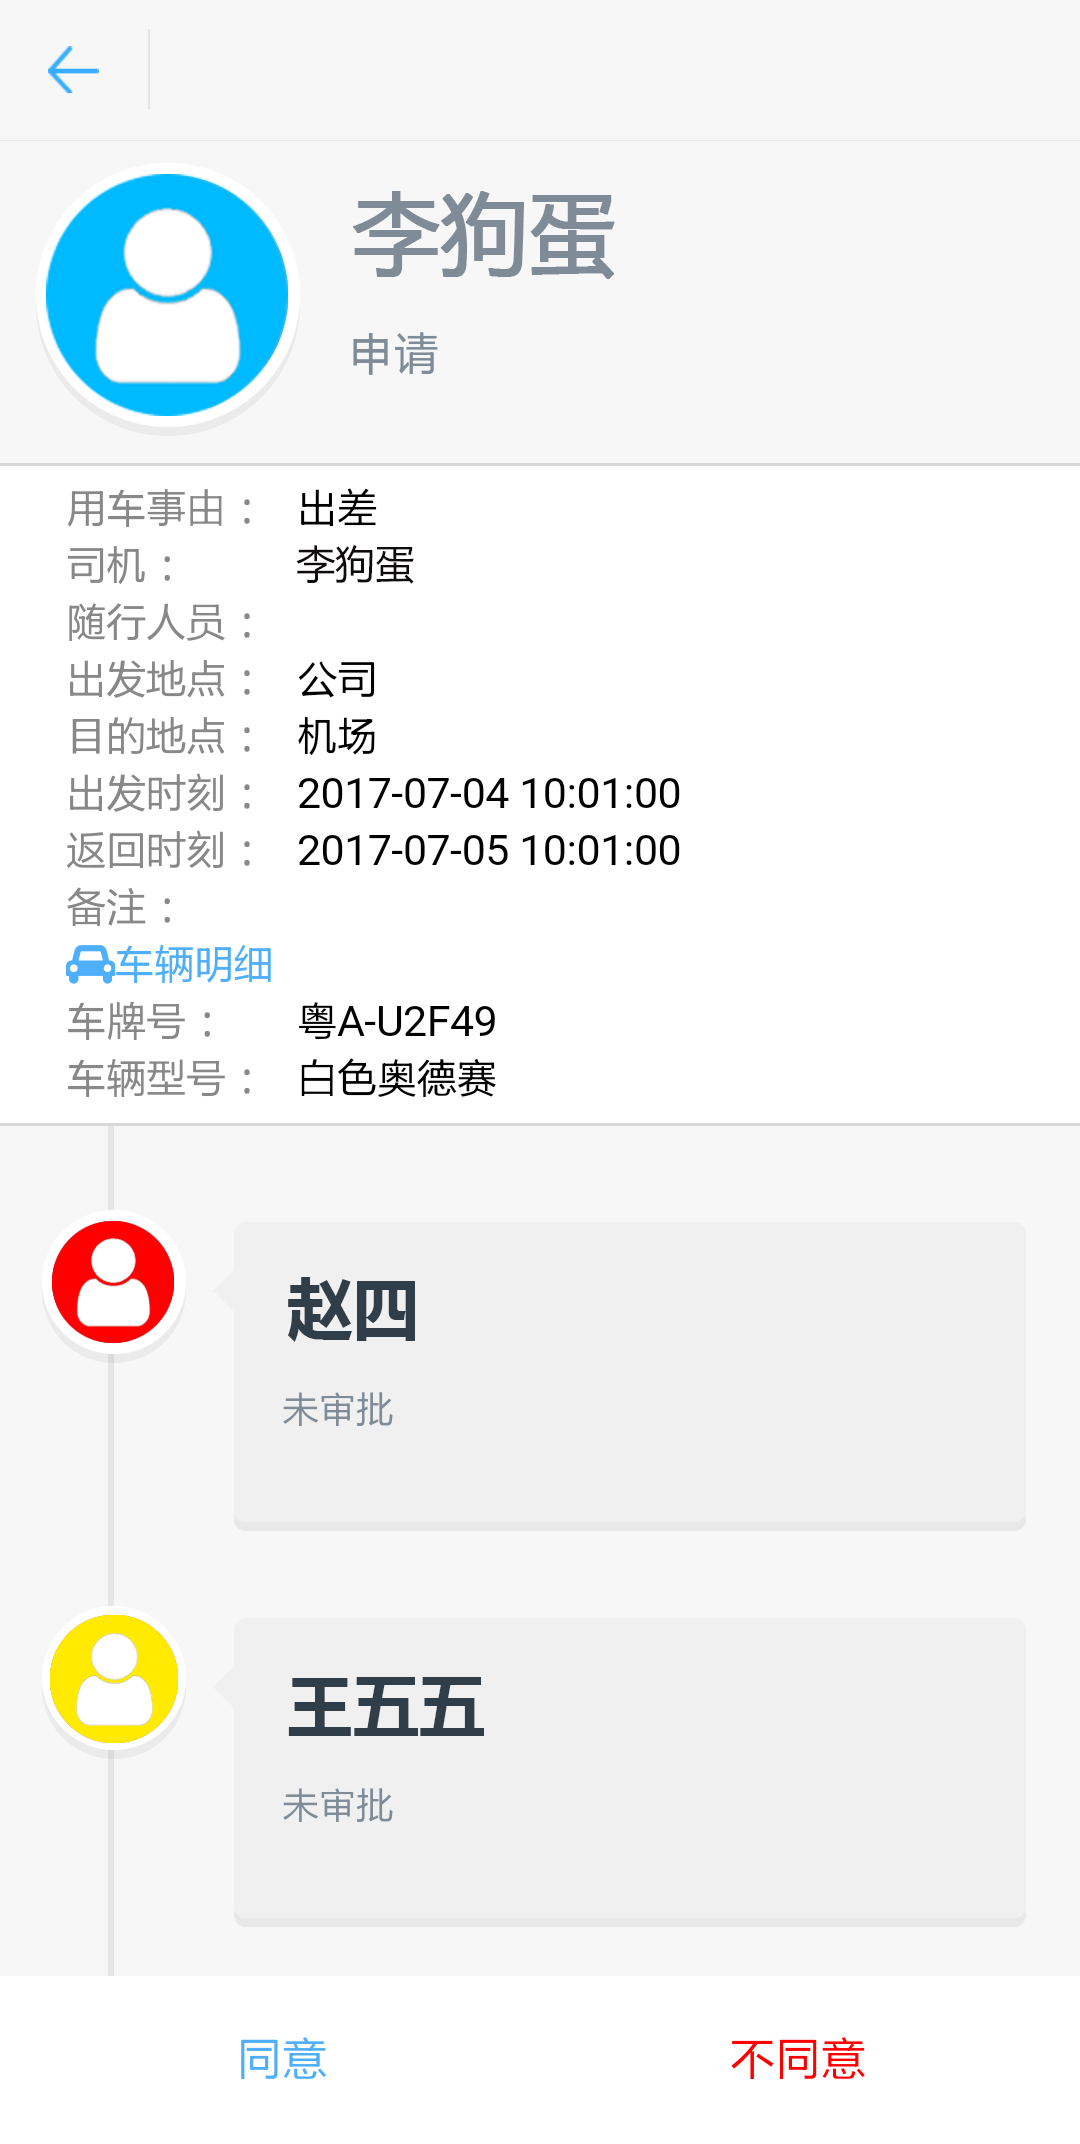 李狗蛋
申请
用车事由： 出差
司机： 李狗蛋
随行人员：
出发地点： 公司
目的地点： 机场
出发时刻： 2017-07-04 10:01:00
返回时刻： 2017-07-05 10:01:00
备注：
车辆明细
车牌号： 粤A-U2F49
车辆型号： 白色奥德赛
赵四
未审批
王五五
未审批
同意 不同意